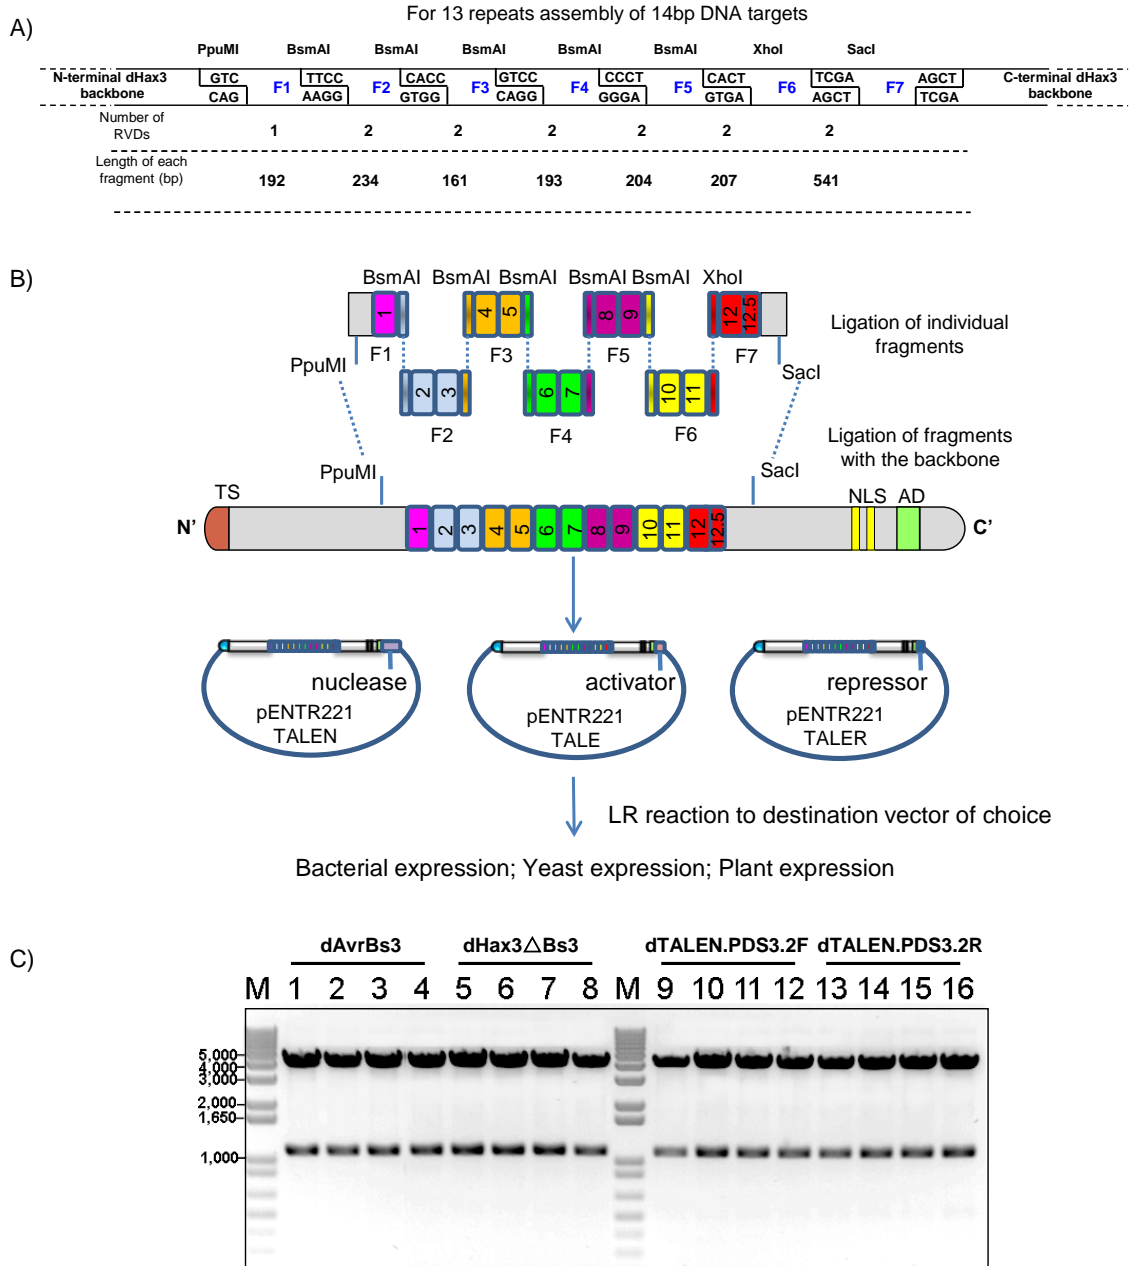 For 13 repeats assembly of 14bp DNA targets
A)
PpuMI BsmAI BsmAI BsmAI BsmAI BsmAI XhoI SacI
N-terminal dHax3 backbone
GTC TTCC CACC GTCC CCCT CACT TCGA AGCT
F1 F2 F3 F4 F5 F6 F7
CAG AAGG GTGG CAGG GGGA GTGA AGCT TCGA
C-terminal dHax3 backbone
Number of RVDs
1 2 2 2 2 2 2
Length of each fragment (bp)
192 234 161 193 204 207 541
B)
BsmAI BsmAI BsmAI BsmAI BsmAI XhoI
1 4 5 8 9 12 12.5
F1 F3 F5 F7
Ligation of individual fragments
PpuMI SacI
2 3 6 7 10 11
F2 F4 F6
Ligation of fragments with the backbone
PpuMI SacI
TS NLS AD
N' 1 2 3 4 5 6 7 8 9 10 11 12 12.5 C'
nuclease activator repressor
pENTR221 pENTR221 pENTR221
TALEN TALE TALER
LR reaction to destination vector of choice
Bacterial expression; Yeast expression; Plant expression
C)
dAvrBs3 dHax3△Bs3 dTALEN.PDS3.2F dTALEN.PDS3.2R
M 1 2 3 4 5 6 7 8 M 9 10 11 12 13 14 15 16
5,000
4,000
3,000
2,000
1,650
1,000